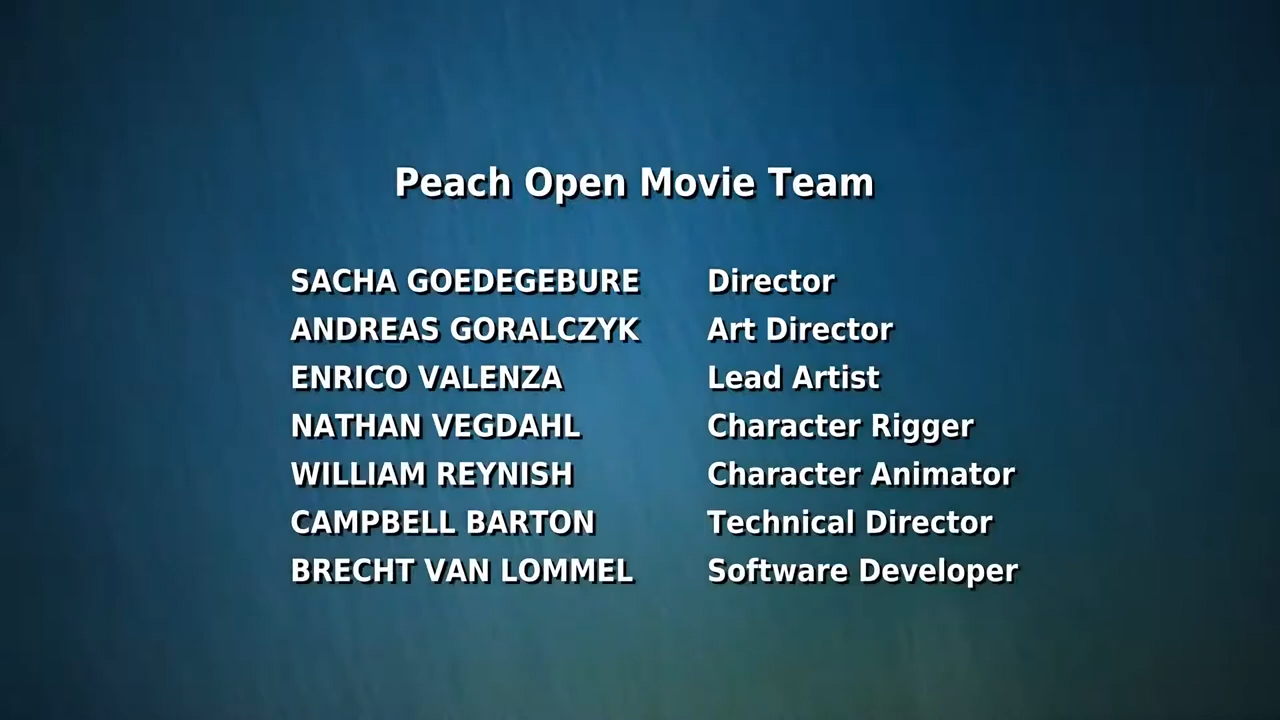 Peach Open Movie Team
SACHA GOEDEGEBURE Director
ANDREAS GORALCZYK Art Director
ENRICO VALENZA Lead Artist
NATHAN VEGDAHL Character Rigger
WILLIAM REYNISH Character Animator
CAMPBELL BARTON Technical Director
BRECHT VAN LOMMEL Software Developer